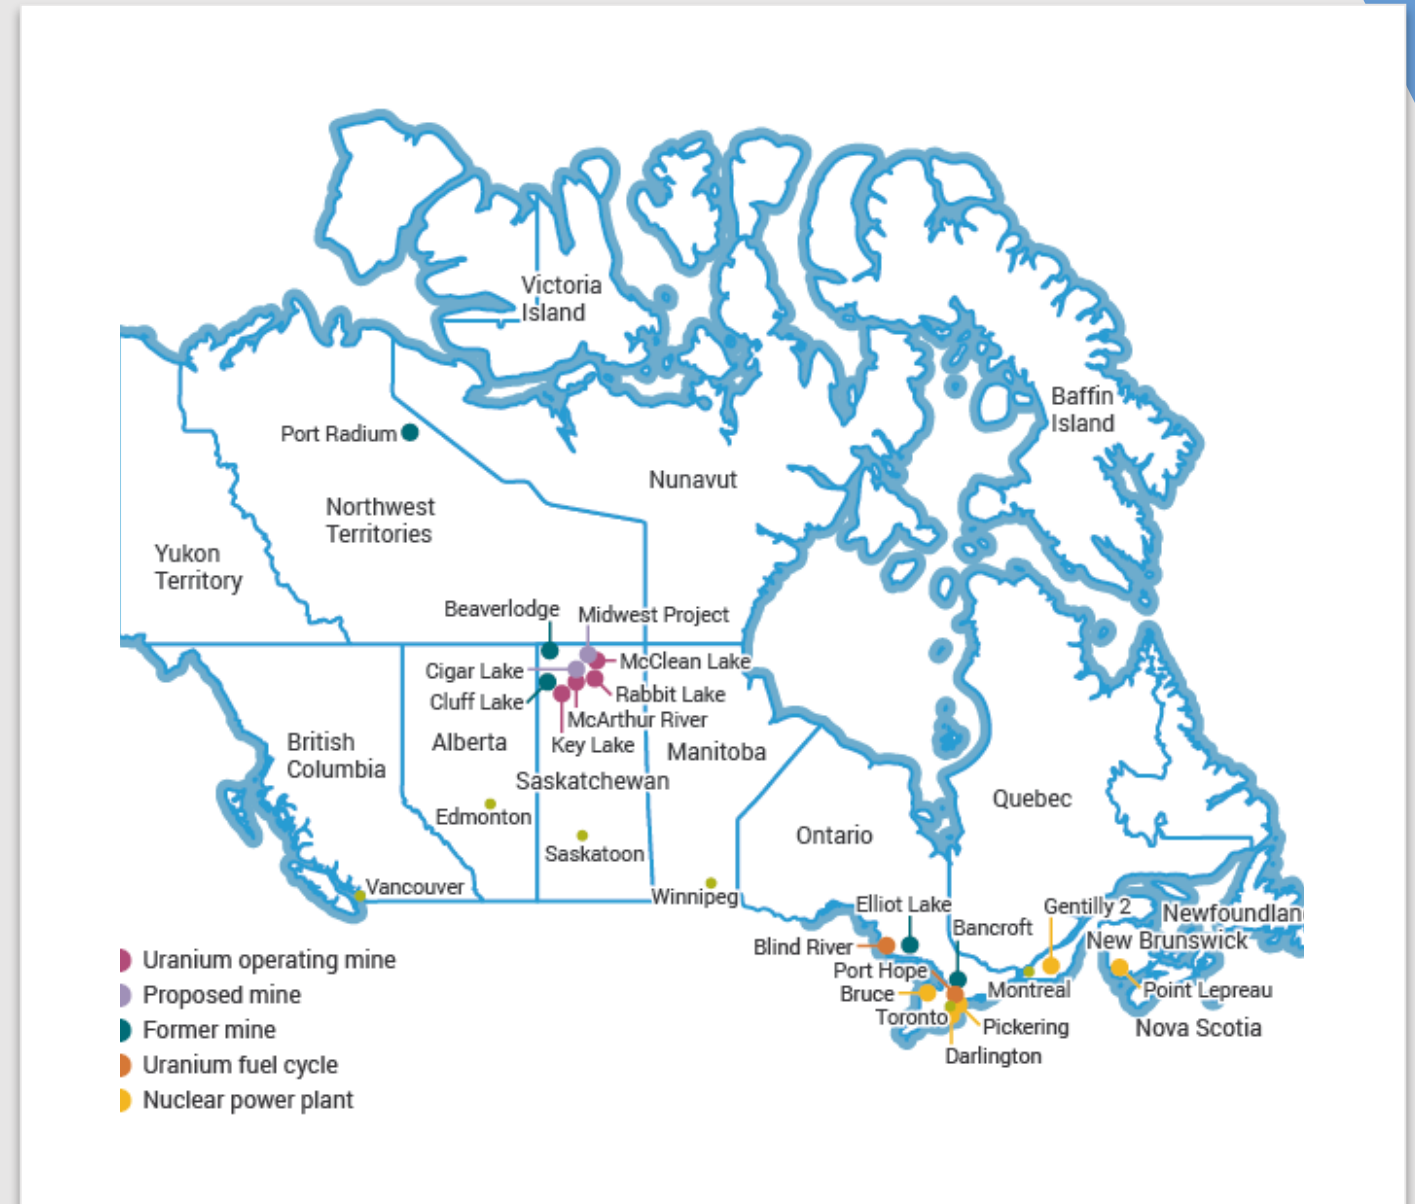 Victoria
Island
Baffin
Island
Port Radium
Nunavut
Northwest
Territories
Yukon
Territory
Beaverlodge
Midwest Project
Cigar Lake
McClean Lake
Cluff Lake
Rabbit Lake
McArthur River
Key Lake
British
Columbia
Alberta
Manitoba
Saskatchewan
Quebec
Edmonton
Ontario
Saskatoon
Vancouver
Winnipeg
Elliot Lake
Gentilly 2
Newfoundlan
Bancroft
New Brunswick
Blind River
Port Hope
Bruce
Montreal
Point Lepreau
Toronto
Pickering
Nova Scotia
Darlington
Uranium operating mine
Proposed mine
Former mine
Uranium fuel cycle
Nuclear power plant